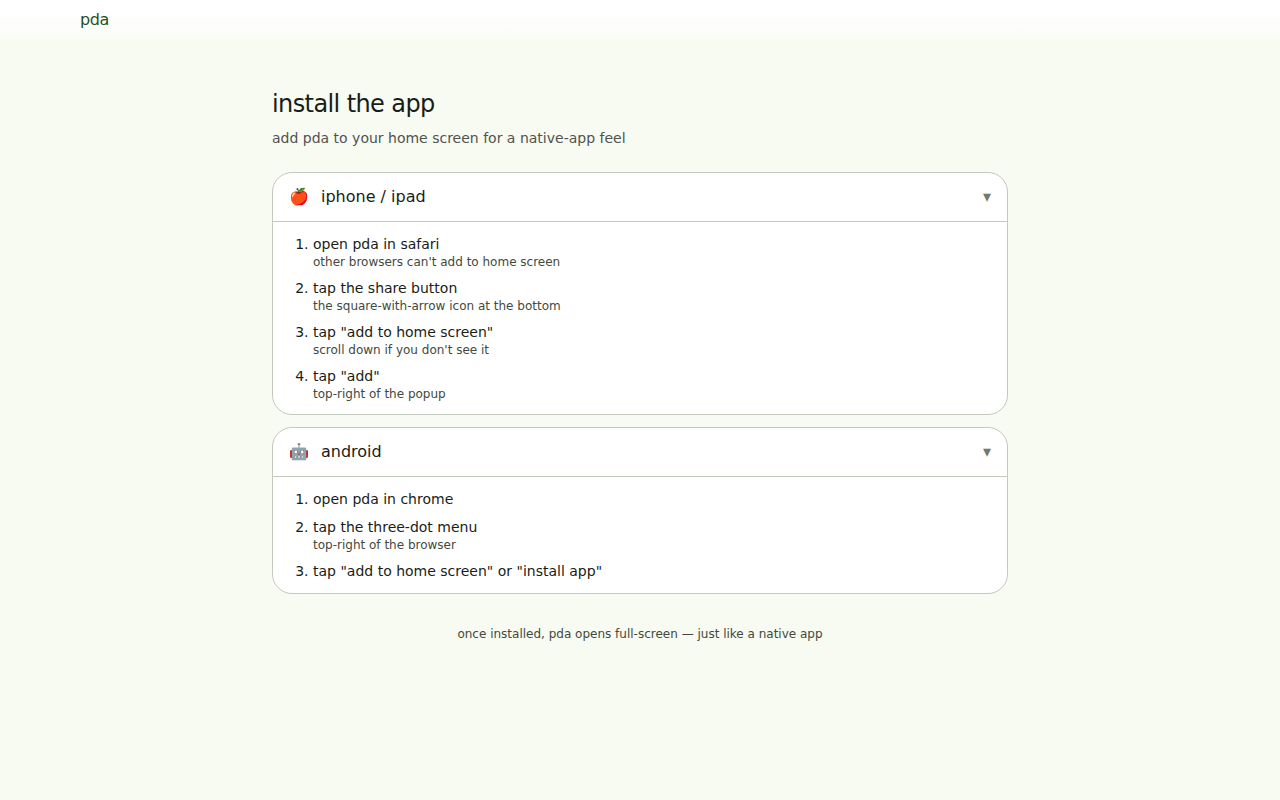 pda
install the app
add pda to your home screen for a native-app feel
iphone / ipad
1. open pda in safari
other browsers can't add to home screen
2. tap the share button
the square-with-arrow icon at the bottom
3. tap "add to home screen"
scroll down if you don't see it
4. tap "add"
top-right of the popup
android
1. open pda in chrome
2. tap the three-dot menu
top-right of the browser
3. tap "add to home screen" or "install app"
once installed, pda opens full-screen — just like a native app